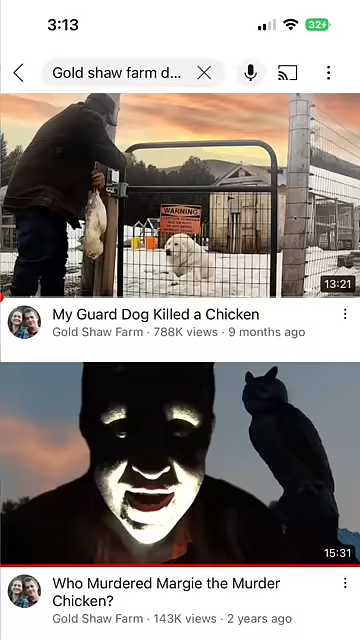 3:13
32
Gold shaw farm d...
WARNING
13:21
My Guard Dog Killed a Chicken
Gold Shaw Farm · 788K views · 9 months ago
15:31
Who Murdered Margie the Murder
Chicken?
Gold Shaw Farm · 143K views · 2 years ago